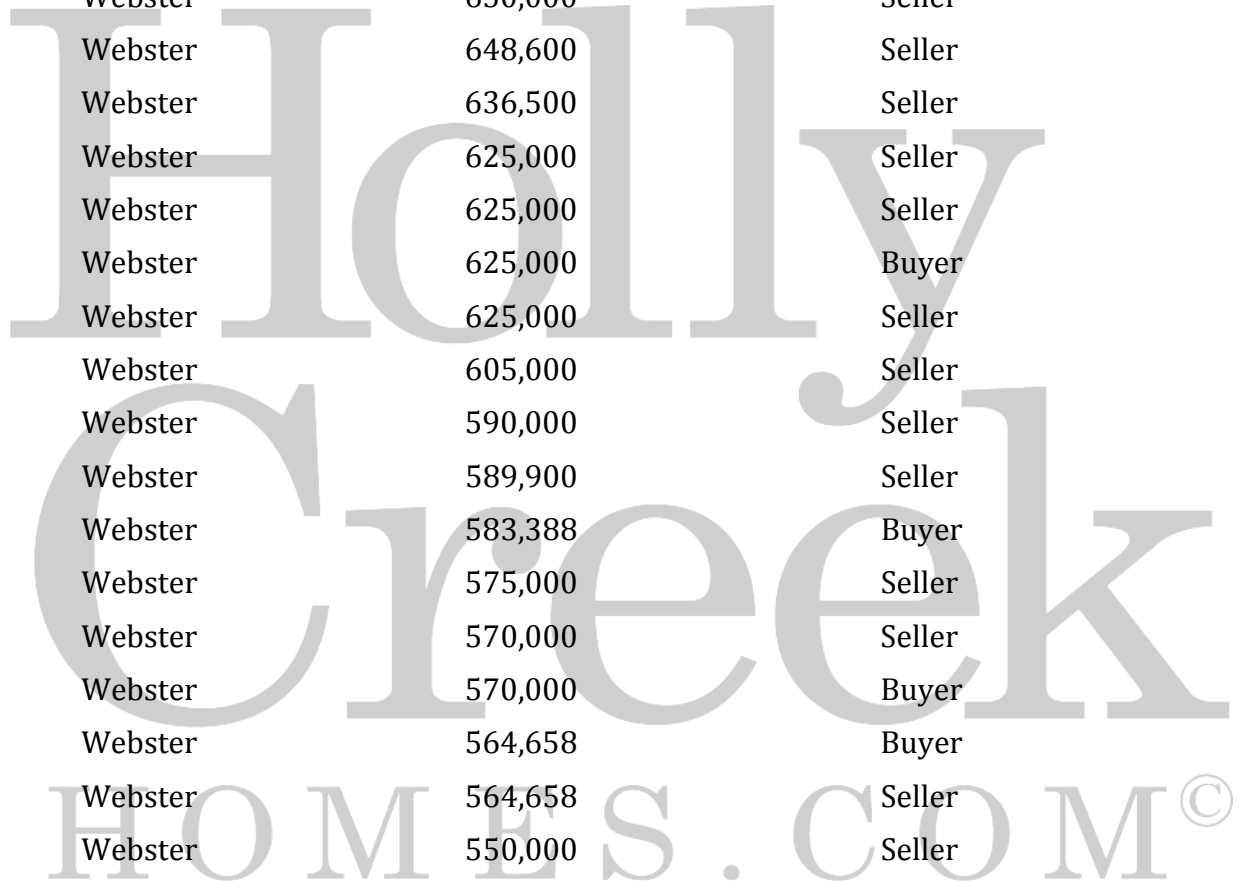 Webster 648,600 Seller
Webster 636,500 Seller
Webster 625,000 Seller
Webster 625,000 Seller
Webster 625,000 Buyer
Webster 625,000 Seller
Webster 605,000 Seller
Webster 590,000 Seller
Webster 589,900 Seller
Webster 583,388 Buyer
Webster 575,000 Seller
Webster 570,000 Seller
Webster 570,000 Buyer
Webster 564,658 Buyer
Webster 564,658 Seller
Webster 550,000 Seller
Holly
Creek
HOMES.COM©